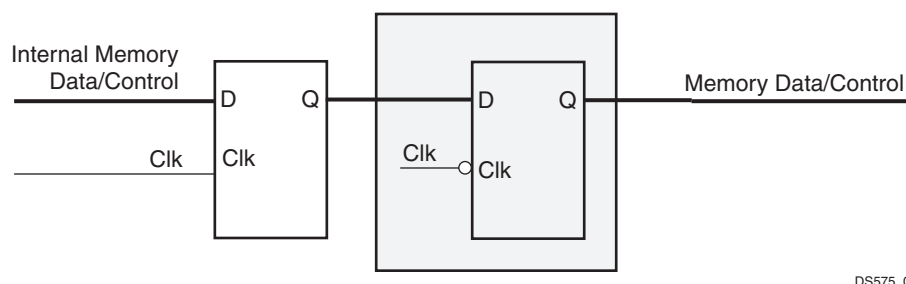 Internal Memory
Data/Control
Memory Data/Control
D Q
D Q
Clk
Clk
Clk
Clk